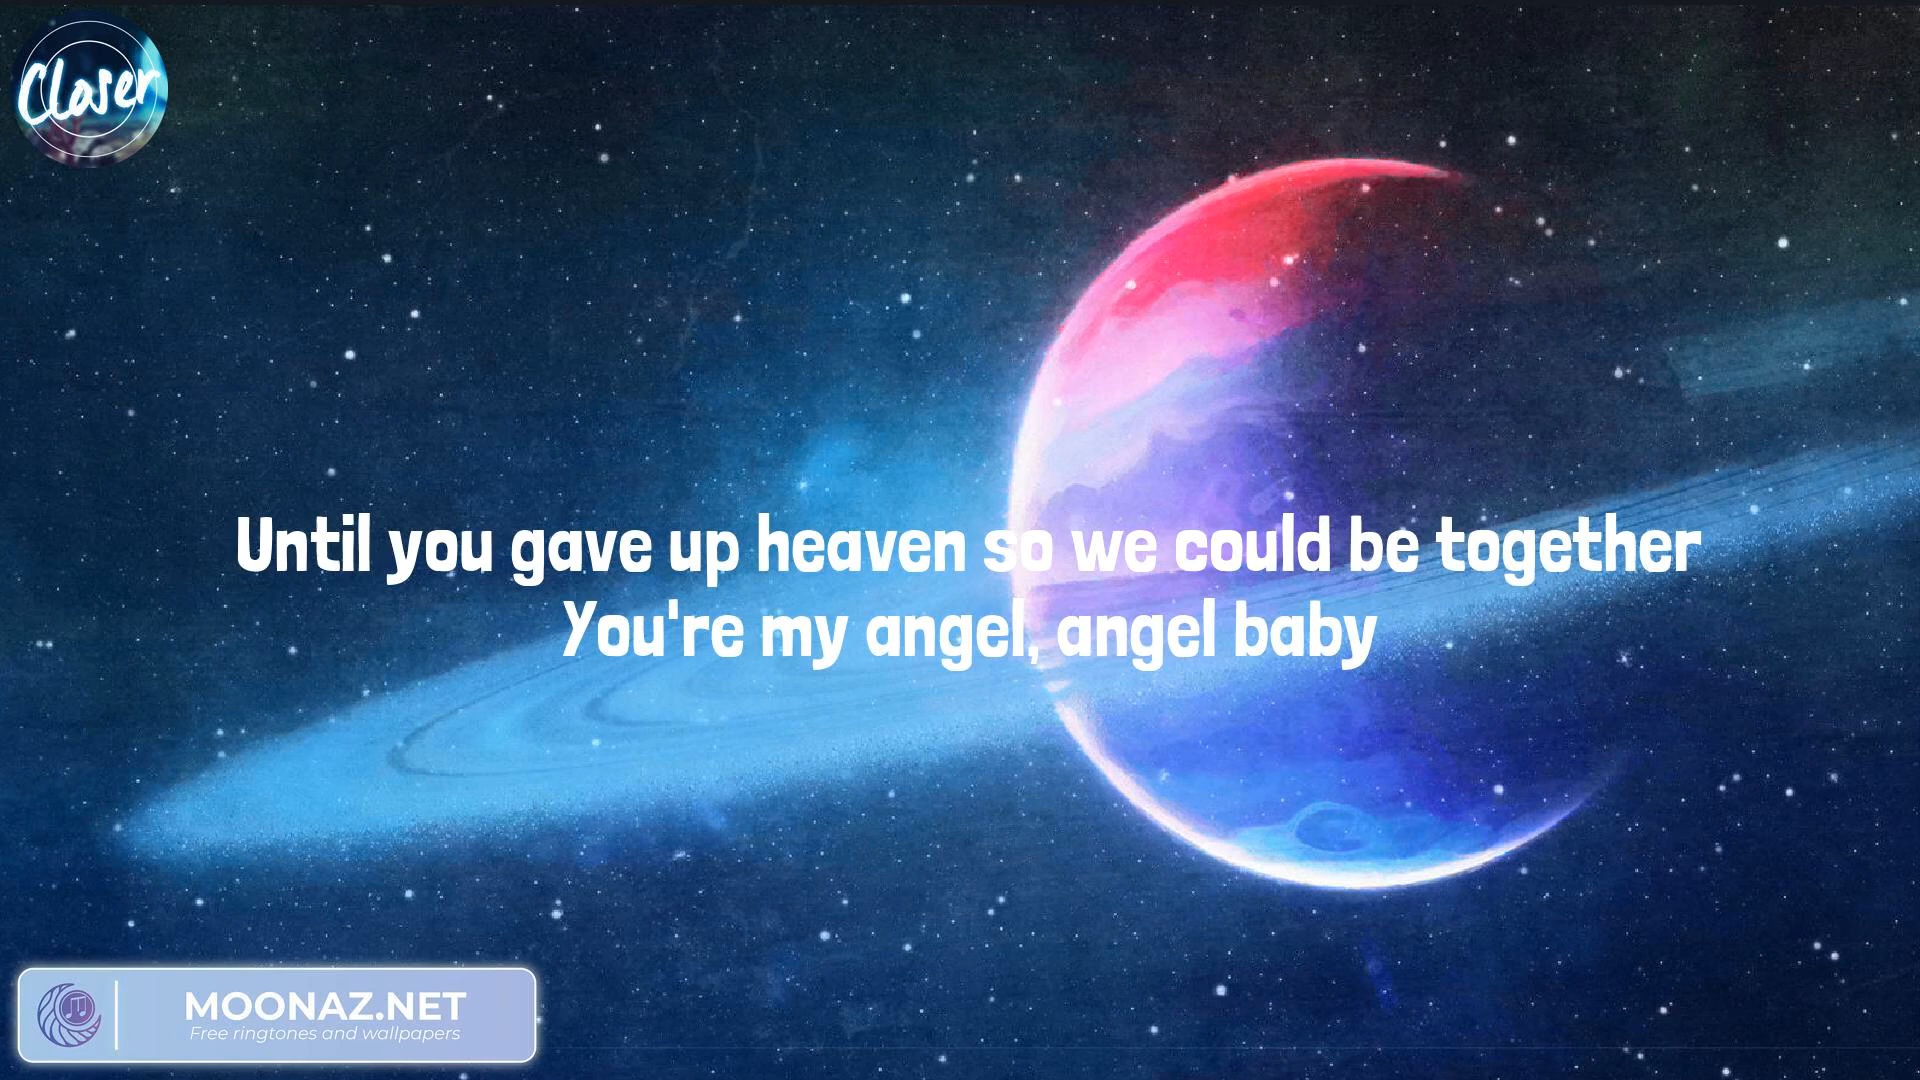 Closer
Until you gave up heaven so we could be together
You're my angel, angel baby
MOONAZ.NET
Free ringtones and wallpapers